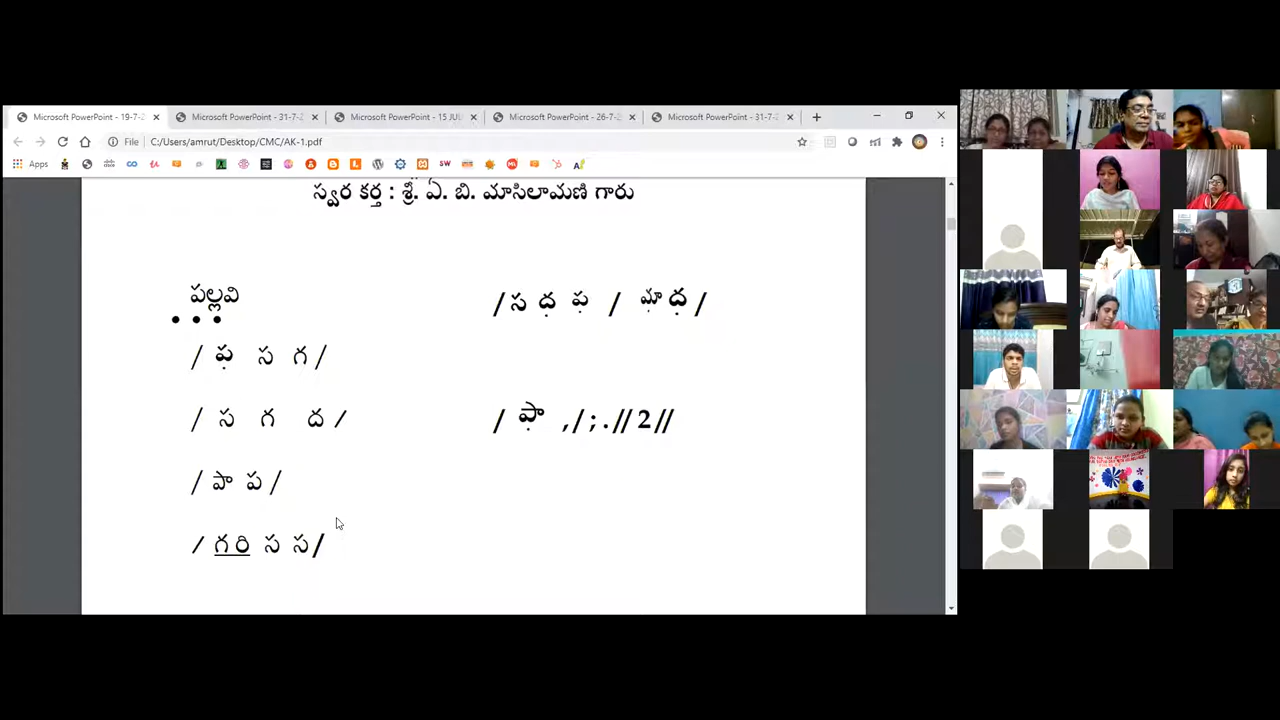 Microsoft PowerPoint - 19-7-2
Microsoft PowerPoint - 31-7-2
Microsoft PowerPoint - 15 JUL
Microsoft PowerPoint - 26-7-2
Microsoft PowerPoint - 31-7-2
File C:/Users/amrut/Desktop/CMC/AK-1.pdf
Apps
స్వర కర్త : శ్రీ. ఏ. బి. మాసిలామణి గారు
పల్లవి
/ ప̣ స గ /
/ స గ ద /
/ పా ప /
/ గరి స స/
/ స ద̣ ప̣ / మా ద̣ /
/ పా̣ , / ; . // 2 //